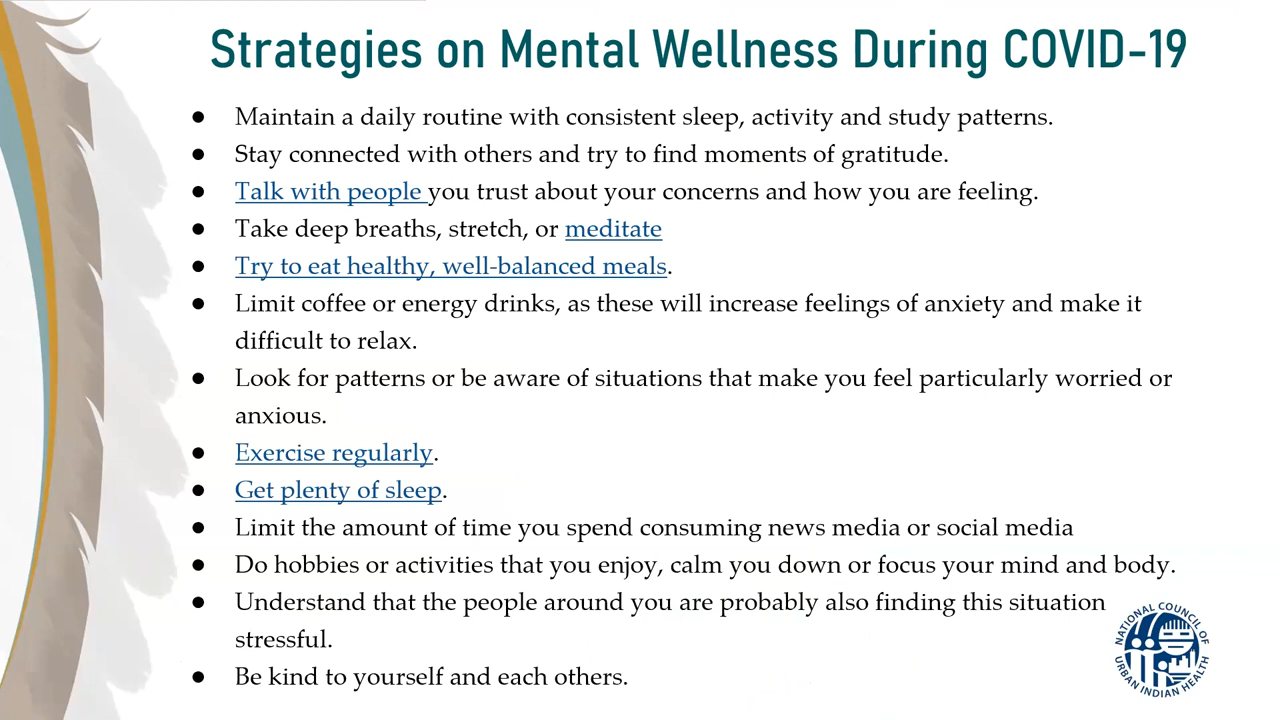 Strategies on Mental Wellness During COVID-19
● Maintain a daily routine with consistent sleep, activity and study patterns.
● Stay connected with others and try to find moments of gratitude.
● Talk with people you trust about your concerns and how you are feeling.
● Take deep breaths, stretch, or meditate
● Try to eat healthy, well-balanced meals.
● Limit coffee or energy drinks, as these will increase feelings of anxiety and make it
difficult to relax.
● Look for patterns or be aware of situations that make you feel particularly worried or
anxious.
● Exercise regularly.
● Get plenty of sleep.
● Limit the amount of time you spend consuming news media or social media
● Do hobbies or activities that you enjoy, calm you down or focus your mind and body.
● Understand that the people around you are probably also finding this situation
stressful.
● Be kind to yourself and each others.
NATIONAL COUNCIL OF
URBAN INDIAN HEALTH